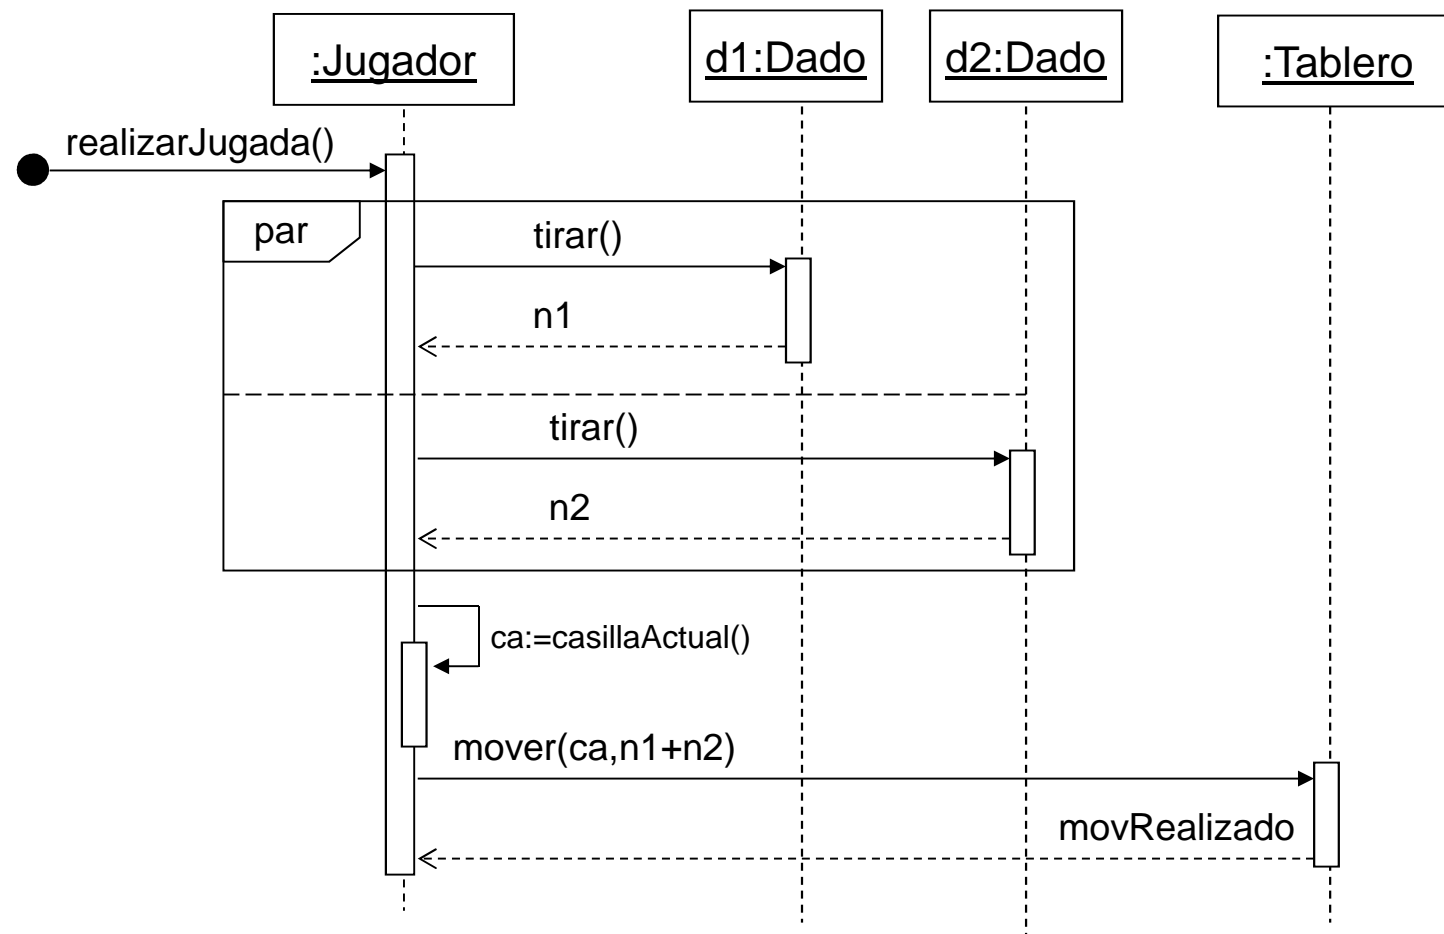 :Jugador
d1:Dado
d2:Dado
:Tablero
realizarJugada()
par
tirar()
n1
tirar()
n2
ca:=casillaActual()
mover(ca,n1+n2)
movRealizado